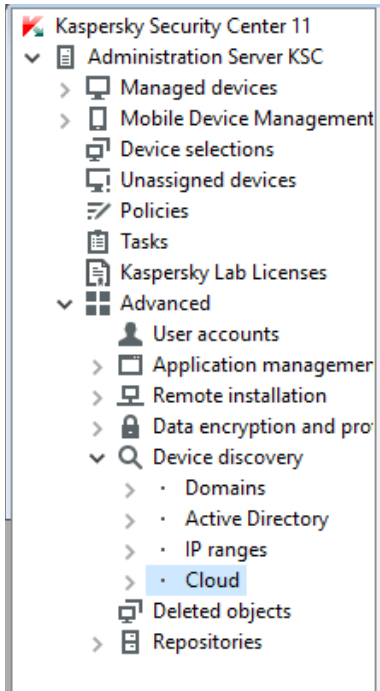 Kaspersky Security Center 11
Administration Server KSC
Managed devices
Mobile Device Management
Device selections
Unassigned devices
Policies
Tasks
Kaspersky Lab Licenses
Advanced
User accounts
Application managemer
Remote installation
Data encryption and pro
Device discovery
Domains
Active Directory
IP ranges
Cloud
Deleted objects
Repositories